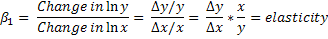 β₁ = Change in ln y / Change in ln x = Δy/y / Δx/x = Δy/Δx * x/y = elasticity